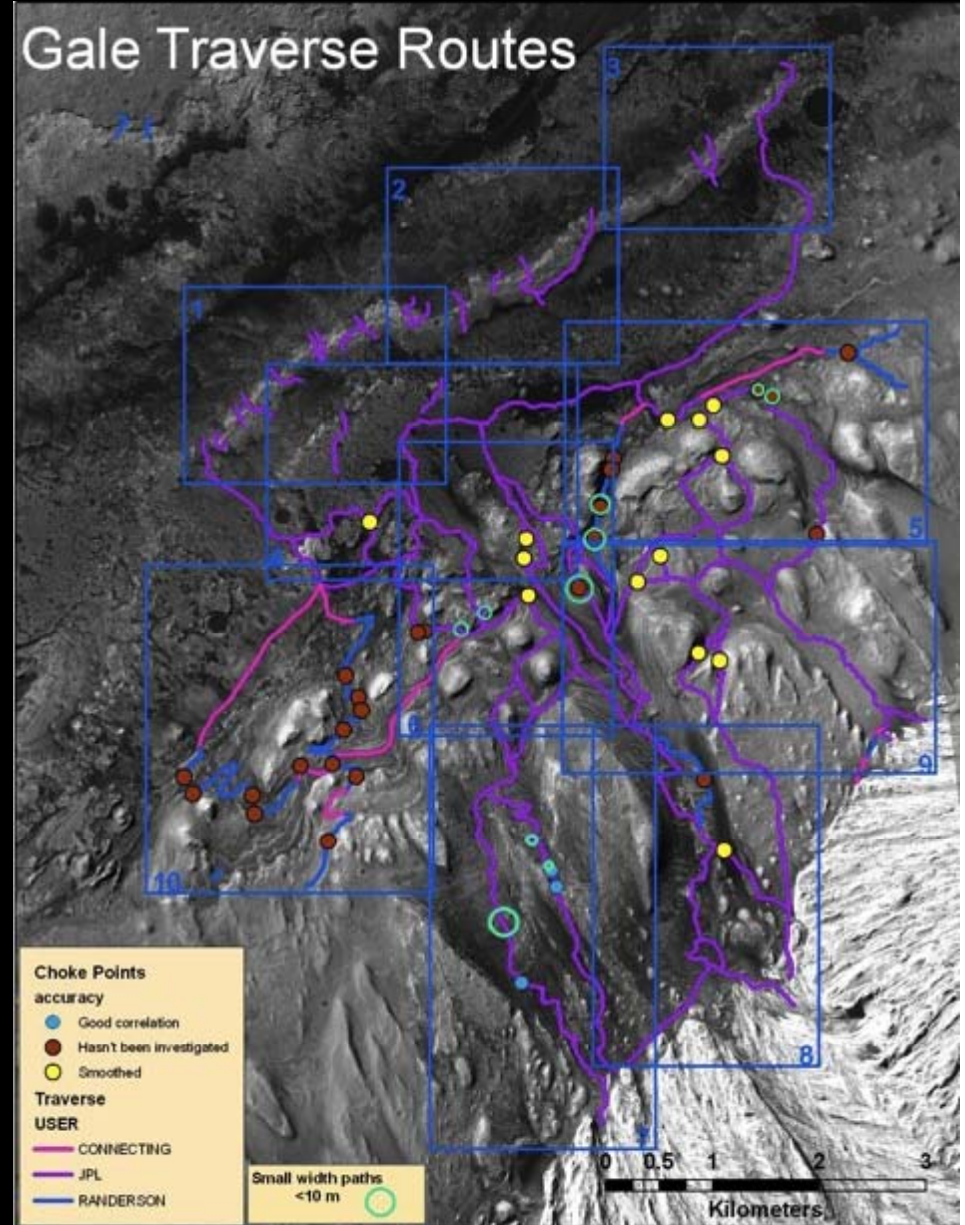 Gale Traverse Routes
3
2
1
5
6
9
10
8
7
Choke Points
accuracy
Good correlation
Hasn't been investigated
Smoothed
Traverse
USER
CONNECTING
JPL
RANDERSON
Small width paths
<10 m
0 0.5 1 2 3
Kilometers